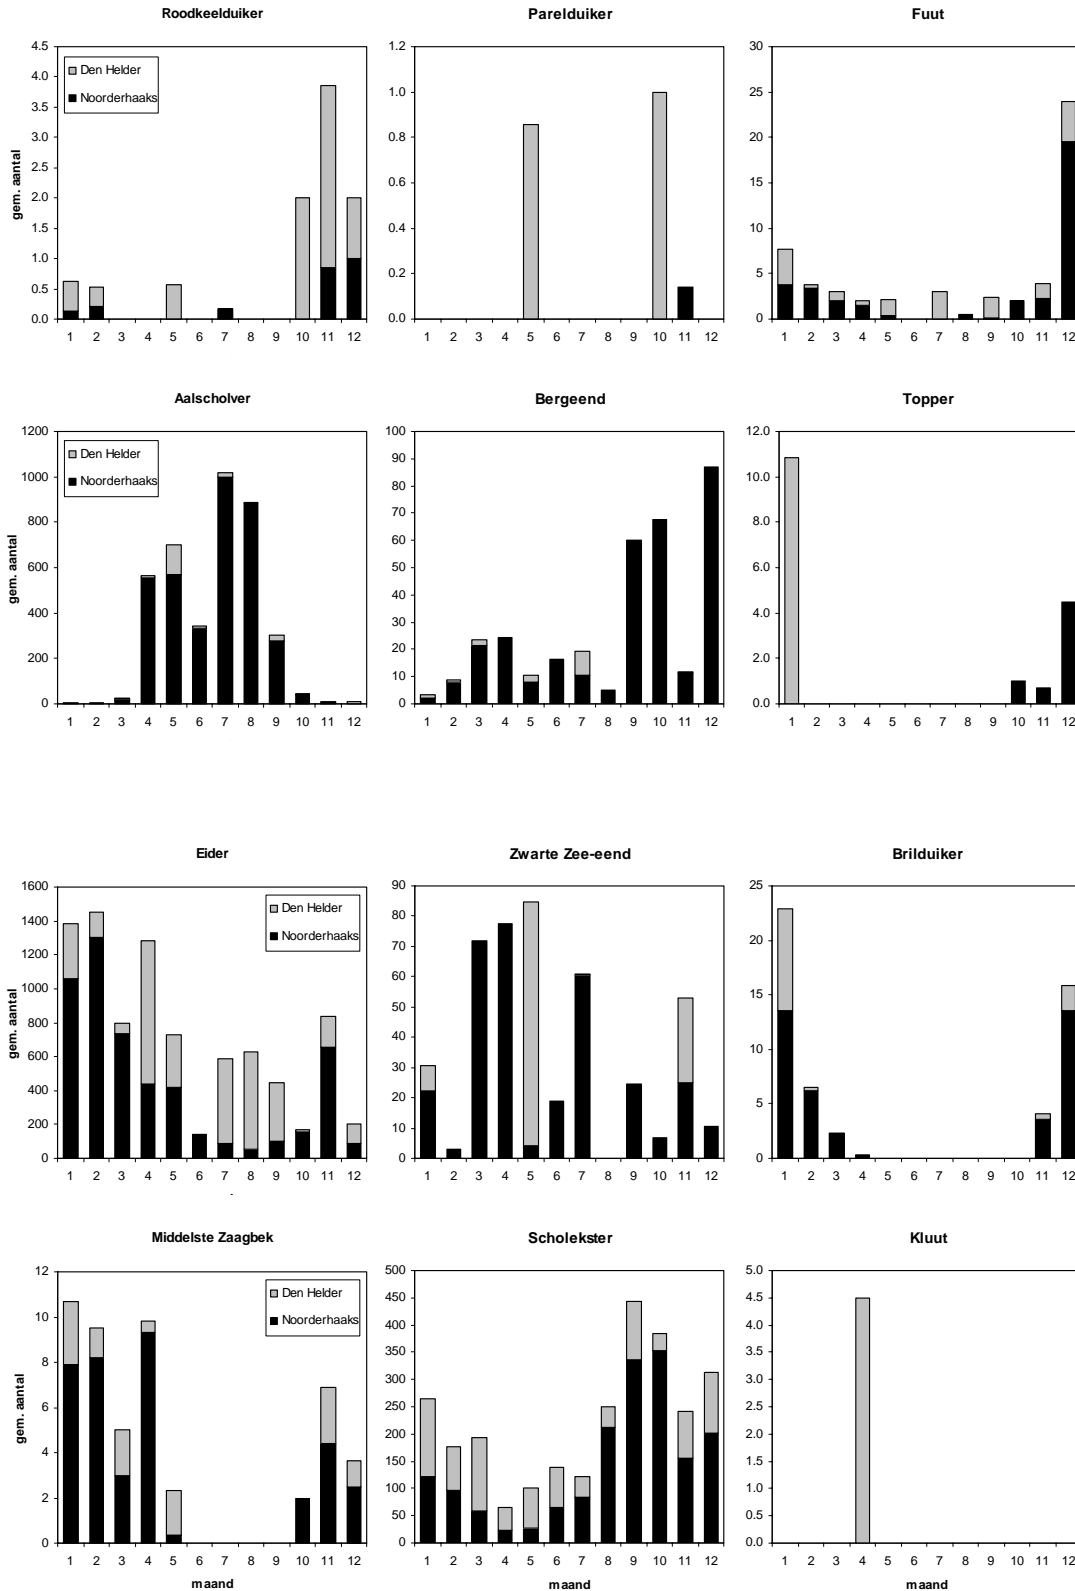 Roodkeelduiker
Parelduiker
Fuut
4.5
4.0
3.5
3.0
2.5
2.0
1.5
1.0
0.5
0.0
gem. aantal
Den Helder
Noorderhaaks
1 2 3 4 5 6 7 8 9 10 11 12
1.2
1.0
0.8
0.6
0.4
0.2
0.0
1 2 3 4 5 6 7 8 9 10 11 12
30
25
20
15
10
5
0
1 2 3 4 5 6 7 8 9 10 11 12
Aalscholver
Bergeend
Topper
1200
1000
800
600
400
200
0
gem. aantal
Den Helder
Noorderhaaks
1 2 3 4 5 6 7 8 9 10 11 12
100
90
80
70
60
50
40
30
20
10
0
1 2 3 4 5 6 7 8 9 10 11 12
12.0
10.0
8.0
6.0
4.0
2.0
0.0
1 2 3 4 5 6 7 8 9 10 11 12
Eider
Zwarte Zee-eend
Brilduiker
1600
1400
1200
1000
800
600
400
200
0
gem. aantal
Den Helder
Noorderhaaks
1 2 3 4 5 6 7 8 9 10 11 12
90
80
70
60
50
40
30
20
10
0
1 2 3 4 5 6 7 8 9 10 11 12
25
20
15
10
5
0
1 2 3 4 5 6 7 8 9 10 11 12
Middelste Zaagbek
Scholekster
Kluut
12
10
8
6
4
2
0
gem. aantal
Den Helder
Noorderhaaks
1 2 3 4 5 6 7 8 9 10 11 12
maand
500
450
400
350
300
250
200
150
100
50
0
1 2 3 4 5 6 7 8 9 10 11 12
maand
5.0
4.5
4.0
3.5
3.0
2.5
2.0
1.5
1.0
0.5
0.0
1 2 3 4 5 6 7 8 9 10 11 12
maand